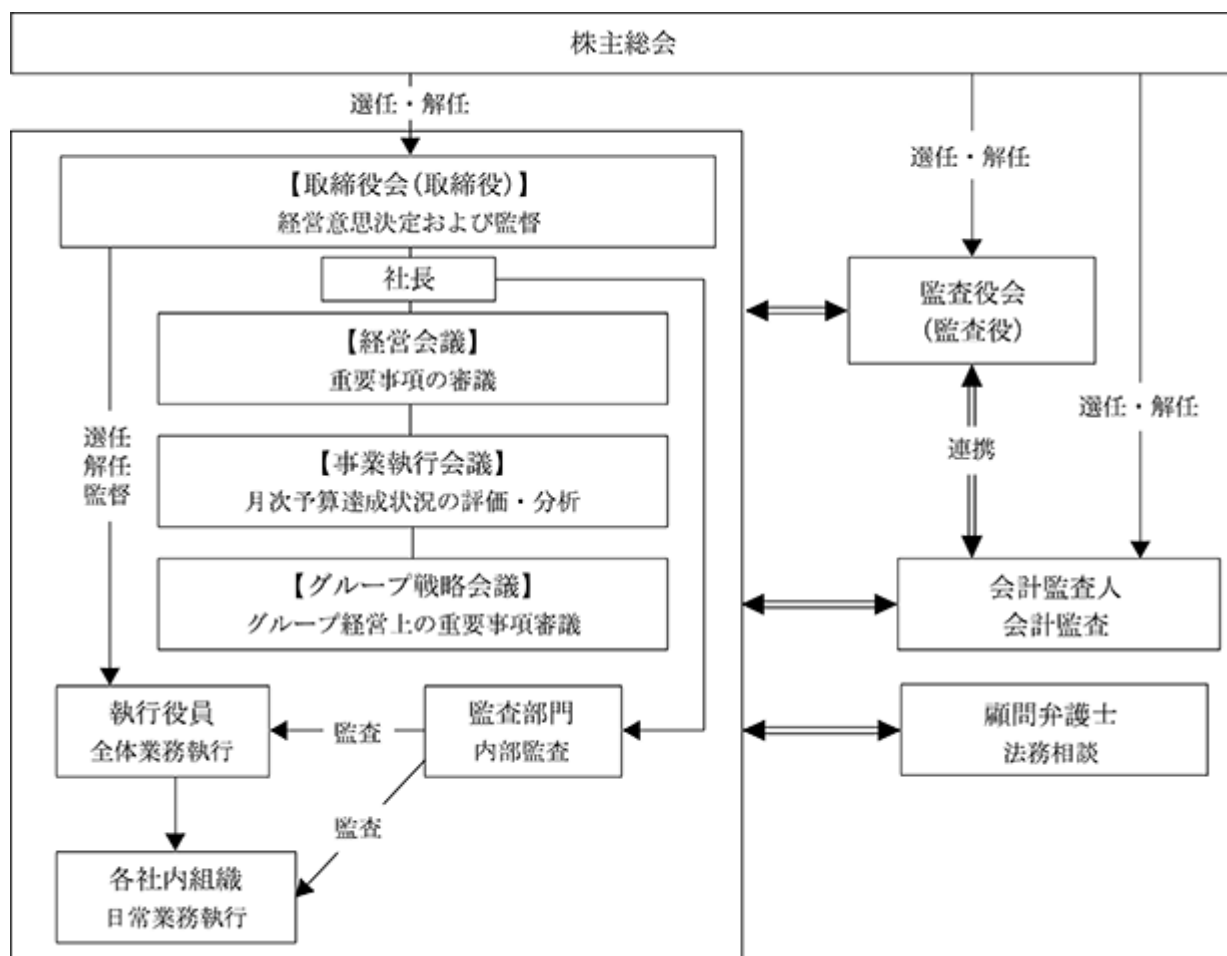 株主総会
選任・解任
選任・解任
【取締役会(取締役)】
経営意思決定および監督
社長
監査役会
(監査役)
【経営会議】
重要事項の審議
選任・解任
選任
解任
監督
【事業執行会議】
月次予算達成状況の評価・分析
連携
【グループ戦略会議】
グループ経営上の重要事項審議
会計監査人
会計監査
執行役員
全体業務執行
監査
監査部門
内部監査
顧問弁護士
法務相談
監査
各社内組織
日常業務執行